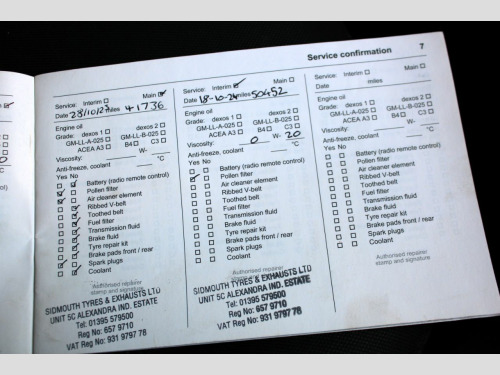 Service confirmation 7
Service: Interim ☐ Main ☑
Date 23/10/23 miles 41736
Engine oil
Grade: dexos 1 ☐ dexos 2 ☐
GM-LL-A-025 ☐ GM-LL-B-025 ☐
ACEA A3 ☐ B4 ☐ C3 ☐
Viscosity: W-
Anti-freeze, coolant °C
Yes No
Battery (radio remote control)
Pollen filter
Air cleaner element
Ribbed V-belt
Toothed belt
Fuel filter
Transmission fluid
Brake fluid
Tyre repair kit
Brake pads front / rear
Spark plugs
Coolant
Authorised repairer
stamp and signature
SIDMOUTH TYRES & EXHAUSTS LTD
UNIT 5C ALEXANDRA IND. ESTATE
Tel: 01395 579500
Reg No: 657 9710
VAT Reg No: 931 9797 78
Service: Interim ☑ Main ☐
Date 18-10-24 miles 50452
Engine oil
Grade: dexos 1 ☐ dexos 2 ☐
GM-LL-A-025 ☐ GM-LL-B-025 ☐
ACEA A3 ☐ B4 ☐ C3 ☐
Viscosity: 0 W- 20
Anti-freeze, coolant °C
Yes No
Battery (radio remote control)
Pollen filter
Air cleaner element
Ribbed V-belt
Toothed belt
Fuel filter
Transmission fluid
Brake fluid
Tyre repair kit
Brake pads front / rear
Spark plugs
Coolant
Authorised repairer
stamp and signature
SIDMOUTH TYRES & EXHAUSTS LTD
UNIT 5C ALEXANDRA IND. ESTATE
Tel: 01395 579500
Reg No: 657 9710
VAT Reg No: 931 9797 78
Service: Interim ☐ Main ☐
Date miles
Engine oil
Grade: dexos 1 ☐ dexos 2 ☐
GM-LL-A-025 ☐ GM-LL-B-025 ☐
ACEA A3 ☐ B4 ☐ C3 ☐
Viscosity: W-
Anti-freeze, coolant °C
Yes No
Battery (radio remote control)
Pollen filter
Air cleaner element
Ribbed V-belt
Toothed belt
Fuel filter
Transmission fluid
Brake fluid
Tyre repair kit
Brake pads front / rear
Spark plugs
Coolant
Authorised repairer
stamp and signature